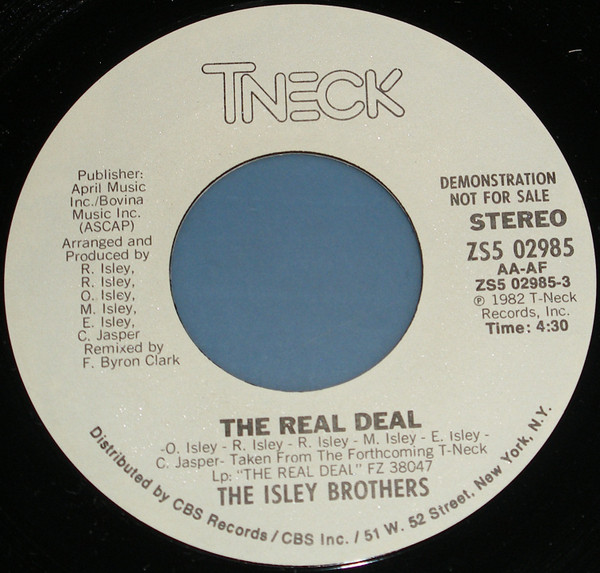 TNECK
Publisher:
April Music
Inc./Bovina
Music Inc.
(ASCAP)
Arranged and
Produced by
R. Isley,
R. Isley,
O. Isley,
M. Isley,
E. Isley,
C. Jasper
Remixed by
F. Byron Clark
DEMONSTRATION
NOT FOR SALE
STEREO
ZS5 02985
AA-AF
ZS5 02985-3
℗ 1982 T-Neck
Records, Inc.
Time: 4:30
THE REAL DEAL
-O. Isley - R. Isley - R. Isley - M. Isley - E. Isley -
C. Jasper- Taken From The Forthcoming T-Neck
Lp: "THE REAL DEAL" FZ 38047
THE ISLEY BROTHERS
Distributed by CBS Records / CBS Inc. / 51 W. 52 Street, New York, N.Y.